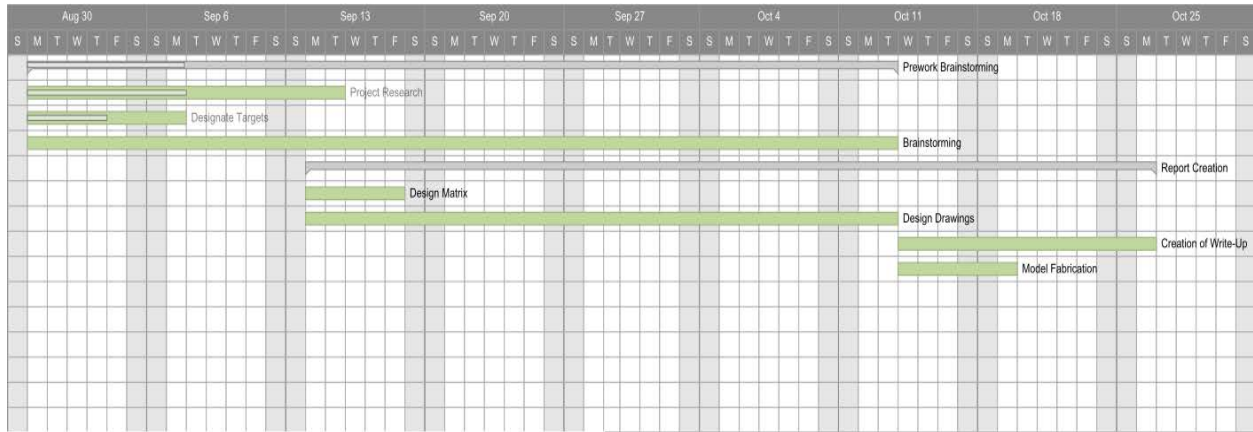 Aug 30 Sep 6 Sep 13 Sep 20 Sep 27 Oct 4 Oct 11 Oct 18 Oct 25
S M T W T F S S M T W T F S S M T W T F S S M T W T F S S M T W T F S S M T W T F S S M T W T F S S M T W T F S S M T W T F S
Prework Brainstorming
Project Research
Designate Targets
Brainstorming
Report Creation
Design Matrix
Design Drawings
Creation of Write-Up
Model Fabrication